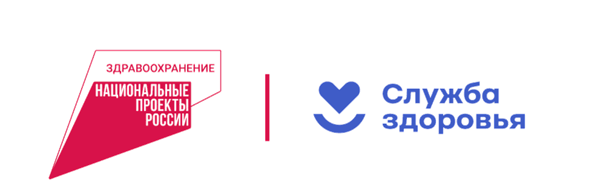 ЗДРАВООХРАНЕНИЕ
НАЦИОНАЛЬНЫЕ
ПРОЕКТЫ
РОССИИ
Служба
здоровья